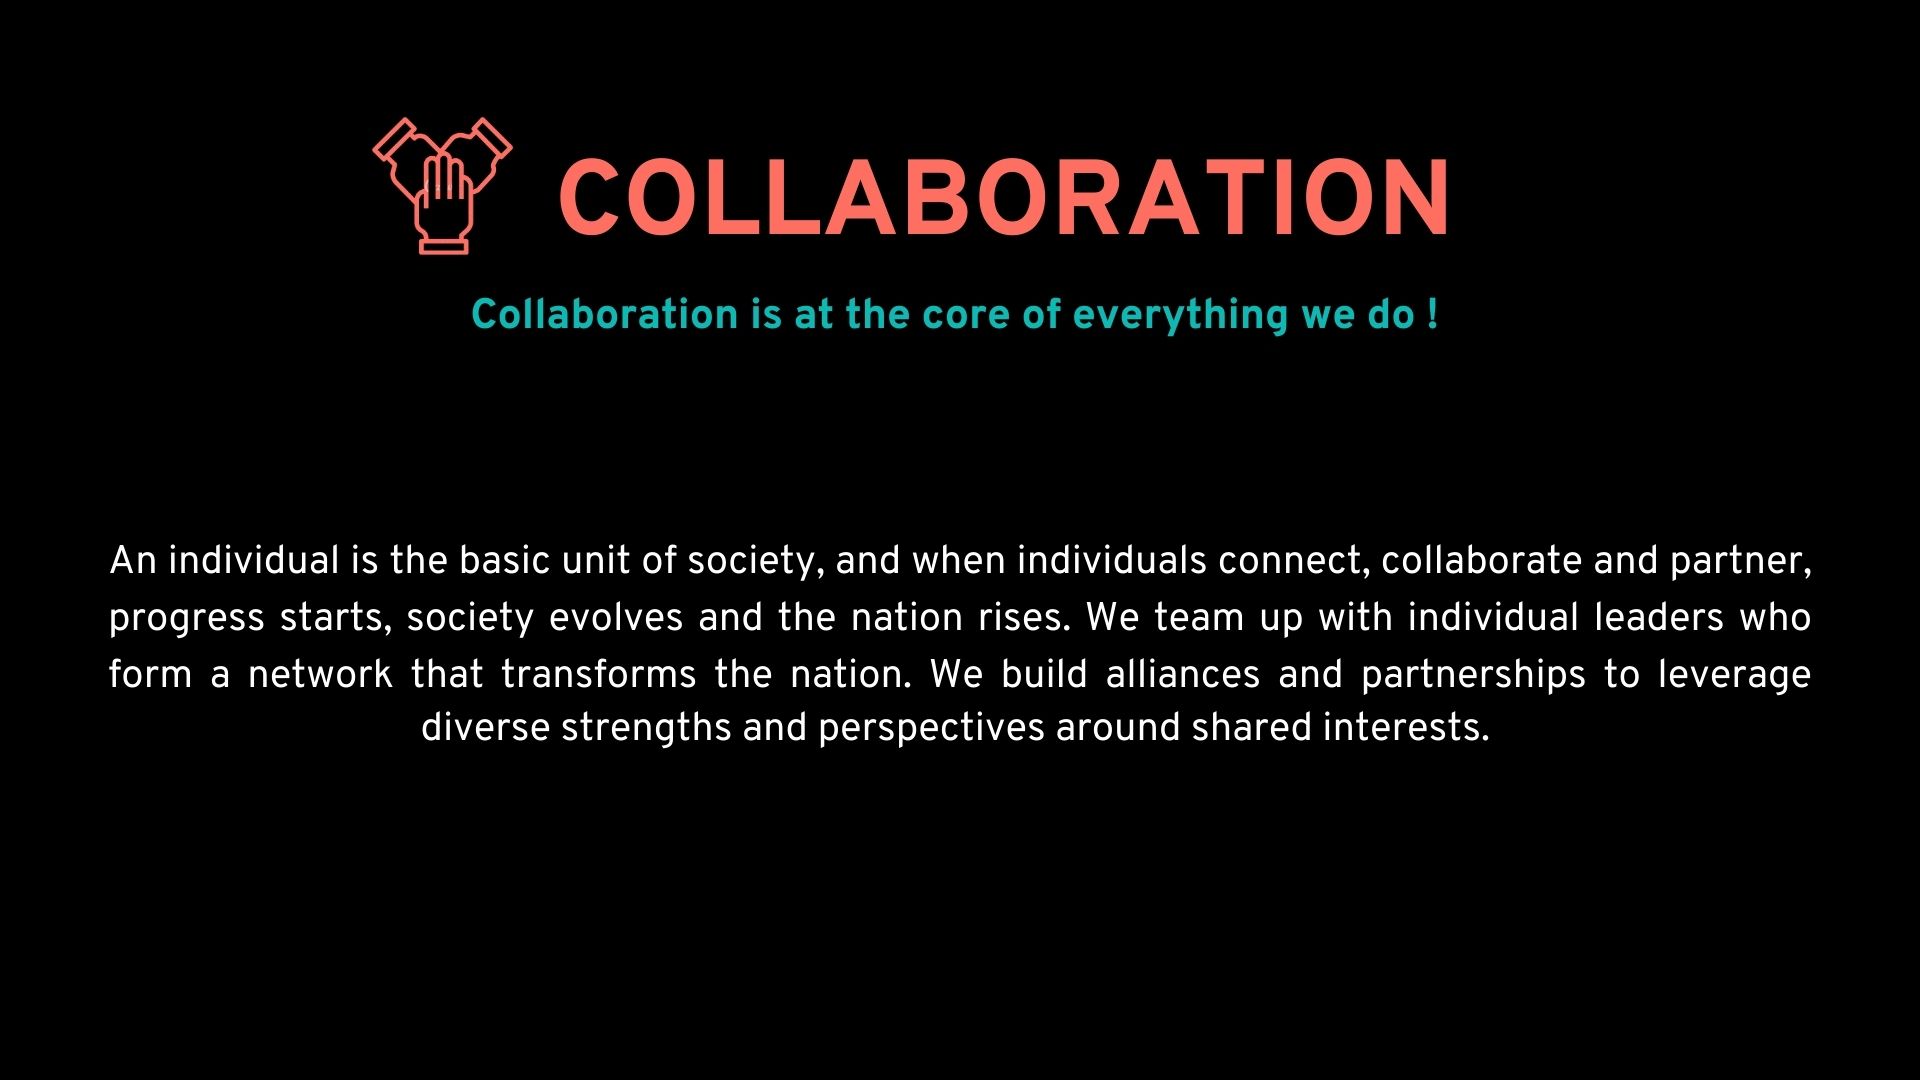 COLLABORATION
Collaboration is at the core of everything we do !
An individual is the basic unit of society, and when individuals connect, collaborate and partner,
progress starts, society evolves and the nation rises. We team up with individual leaders who
form a network that transforms the nation. We build alliances and partnerships to leverage
diverse strengths and perspectives around shared interests.